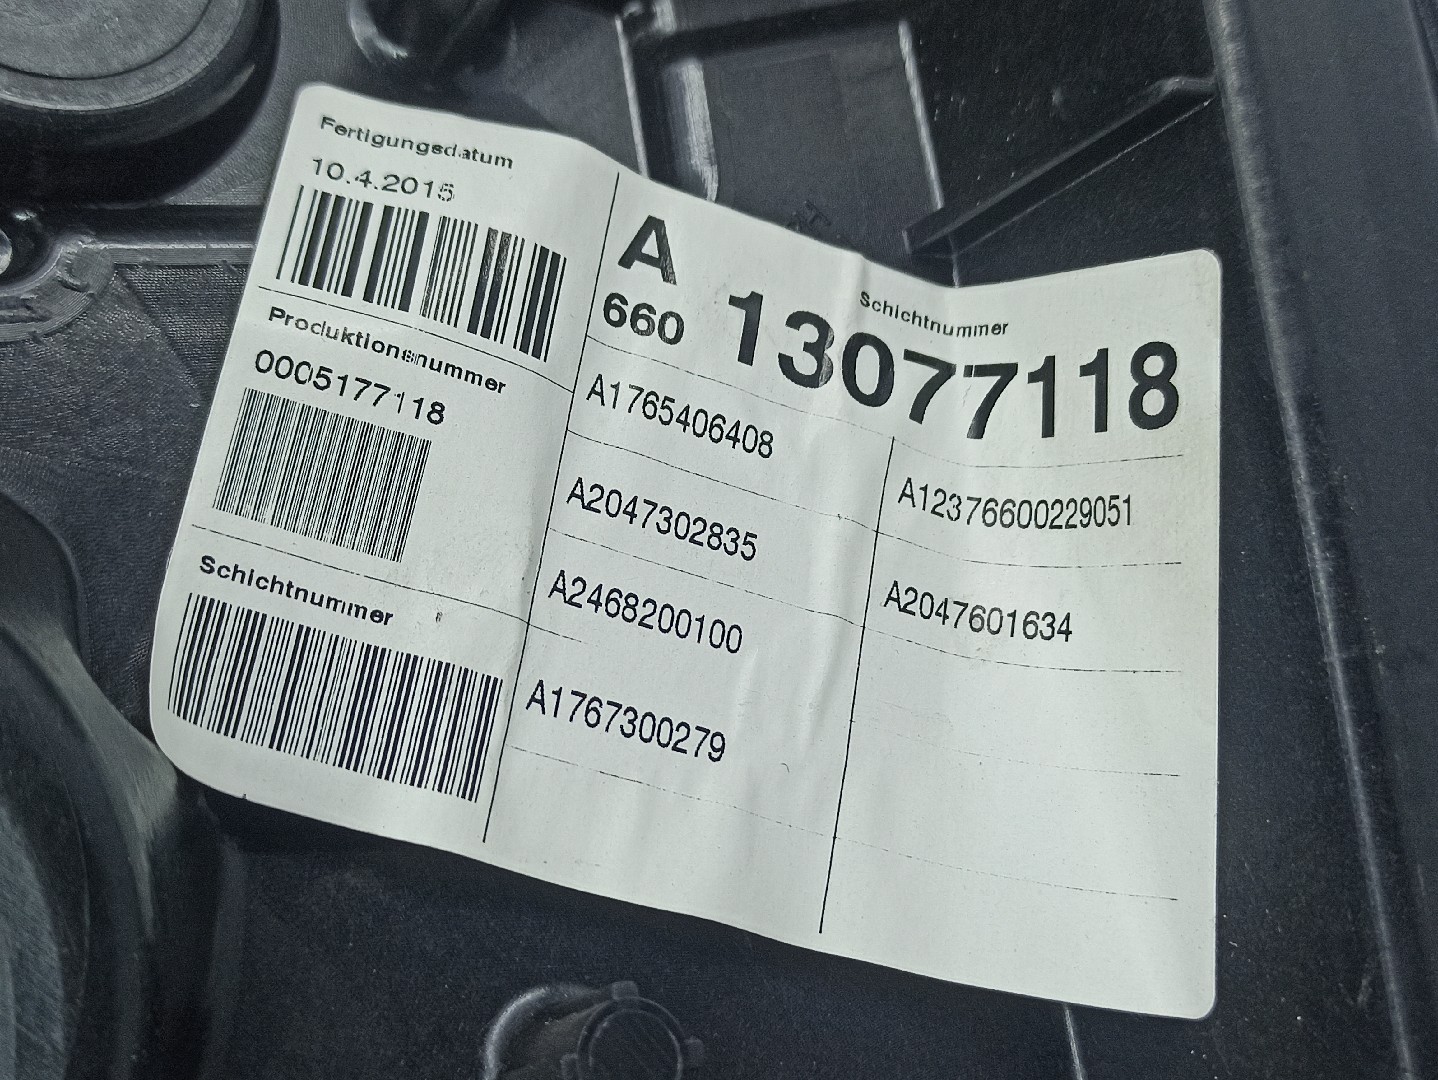 Fertigungsdatum
10.4.2015
Produktionsnummer
0005177118
Schichtnummer
A
660
Schichtnummer
13077118
A1765406408
A2047302835
A2468200100
A1767300279
A12376600229051
A2047601634